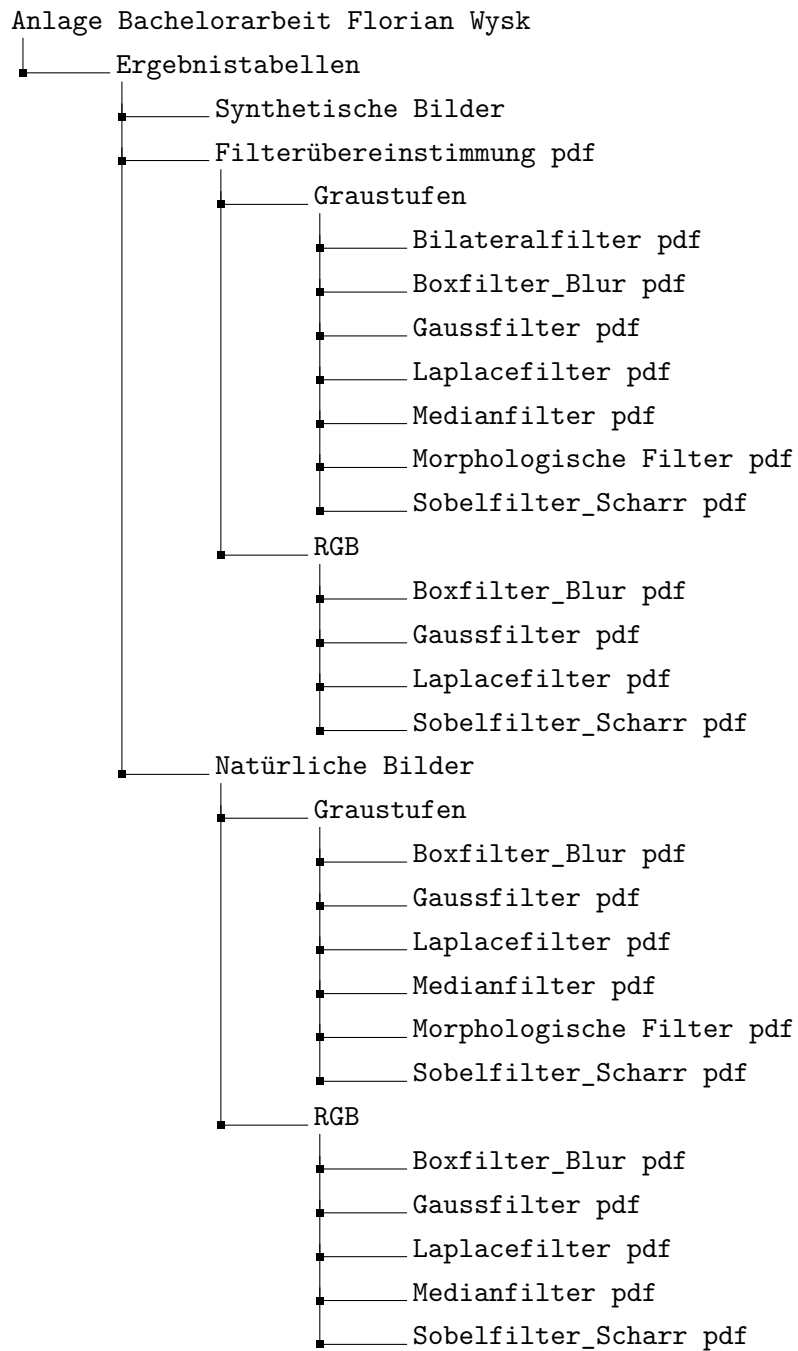 Anlage Bachelorarbeit Florian Wysk
Ergebnistabellen
Synthetische Bilder
Filterübereinstimmung pdf
Graustufen
Bilateralfilter pdf
Boxfilter_Blur pdf
Gaussfilter pdf
Laplacefilter pdf
Medianfilter pdf
Morphologische Filter pdf
Sobelfilter_Scharr pdf
RGB
Boxfilter_Blur pdf
Gaussfilter pdf
Laplacefilter pdf
Sobelfilter_Scharr pdf
Natürliche Bilder
Graustufen
Boxfilter_Blur pdf
Gaussfilter pdf
Laplacefilter pdf
Medianfilter pdf
Morphologische Filter pdf
Sobelfilter_Scharr pdf
RGB
Boxfilter_Blur pdf
Gaussfilter pdf
Laplacefilter pdf
Medianfilter pdf
Sobelfilter_Scharr pdf